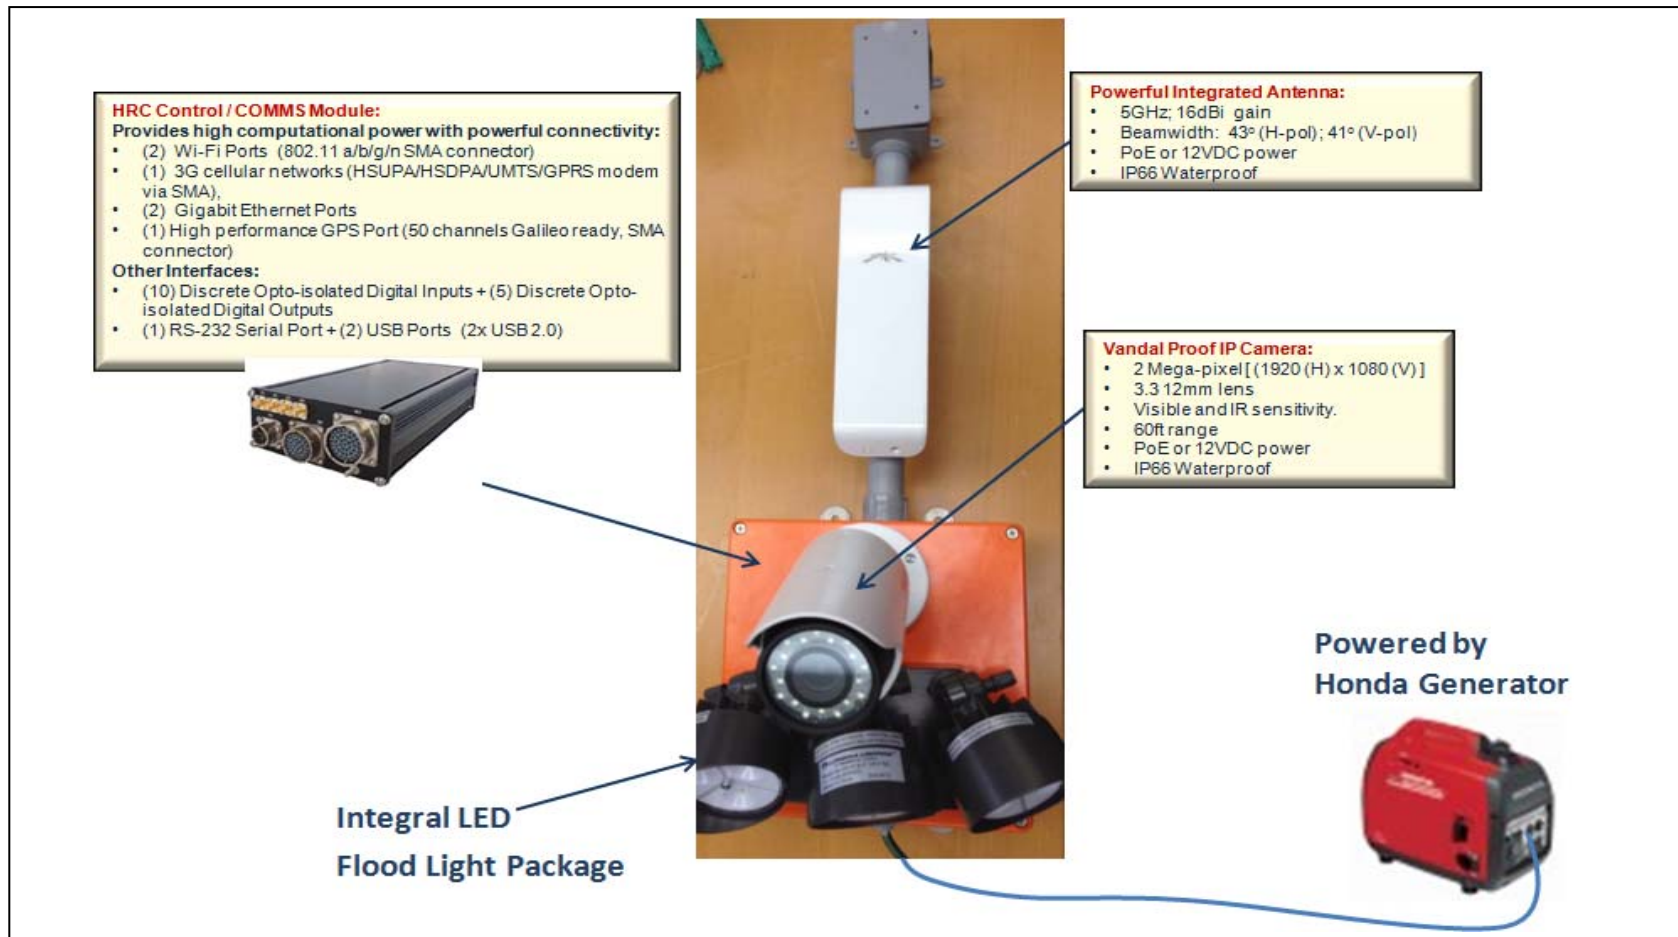 HRC Control / COMMS Module:
Provides high computational power with powerful connectivity:
• (2) Wi-Fi Ports (802.11 a/b/g/n SMA connector)
• (1) 3G cellular networks (HSUPA/HSDPA/UMTS/GPRS modem
via SMA),
• (2) Gigabit Ethernet Ports
• (1) High performance GPS Port (50 channels Galileo ready, SMA
connector)
Other Interfaces:
• (10) Discrete Opto-isolated Digital Inputs + (5) Discrete Opto-
isolated Digital Outputs
• (1) RS-232 Serial Port + (2) USB Ports (2x USB 2.0)
Powerful Integrated Antenna:
• 5GHz; 16dBi gain
• Beamwidth: 43º (H-pol); 41º (V-pol)
• PoE or 12VDC power
• IP66 Waterproof
Vandal Proof IP Camera:
• 2 Mega-pixel [ (1920 (H) x 1080 (V) ]
• 3.3 12mm lens
• Visible and IR sensitivity.
• 60ft range
• PoE or 12VDC power
• IP66 Waterproof
Powered by
Honda Generator
Integral LED
Flood Light Package